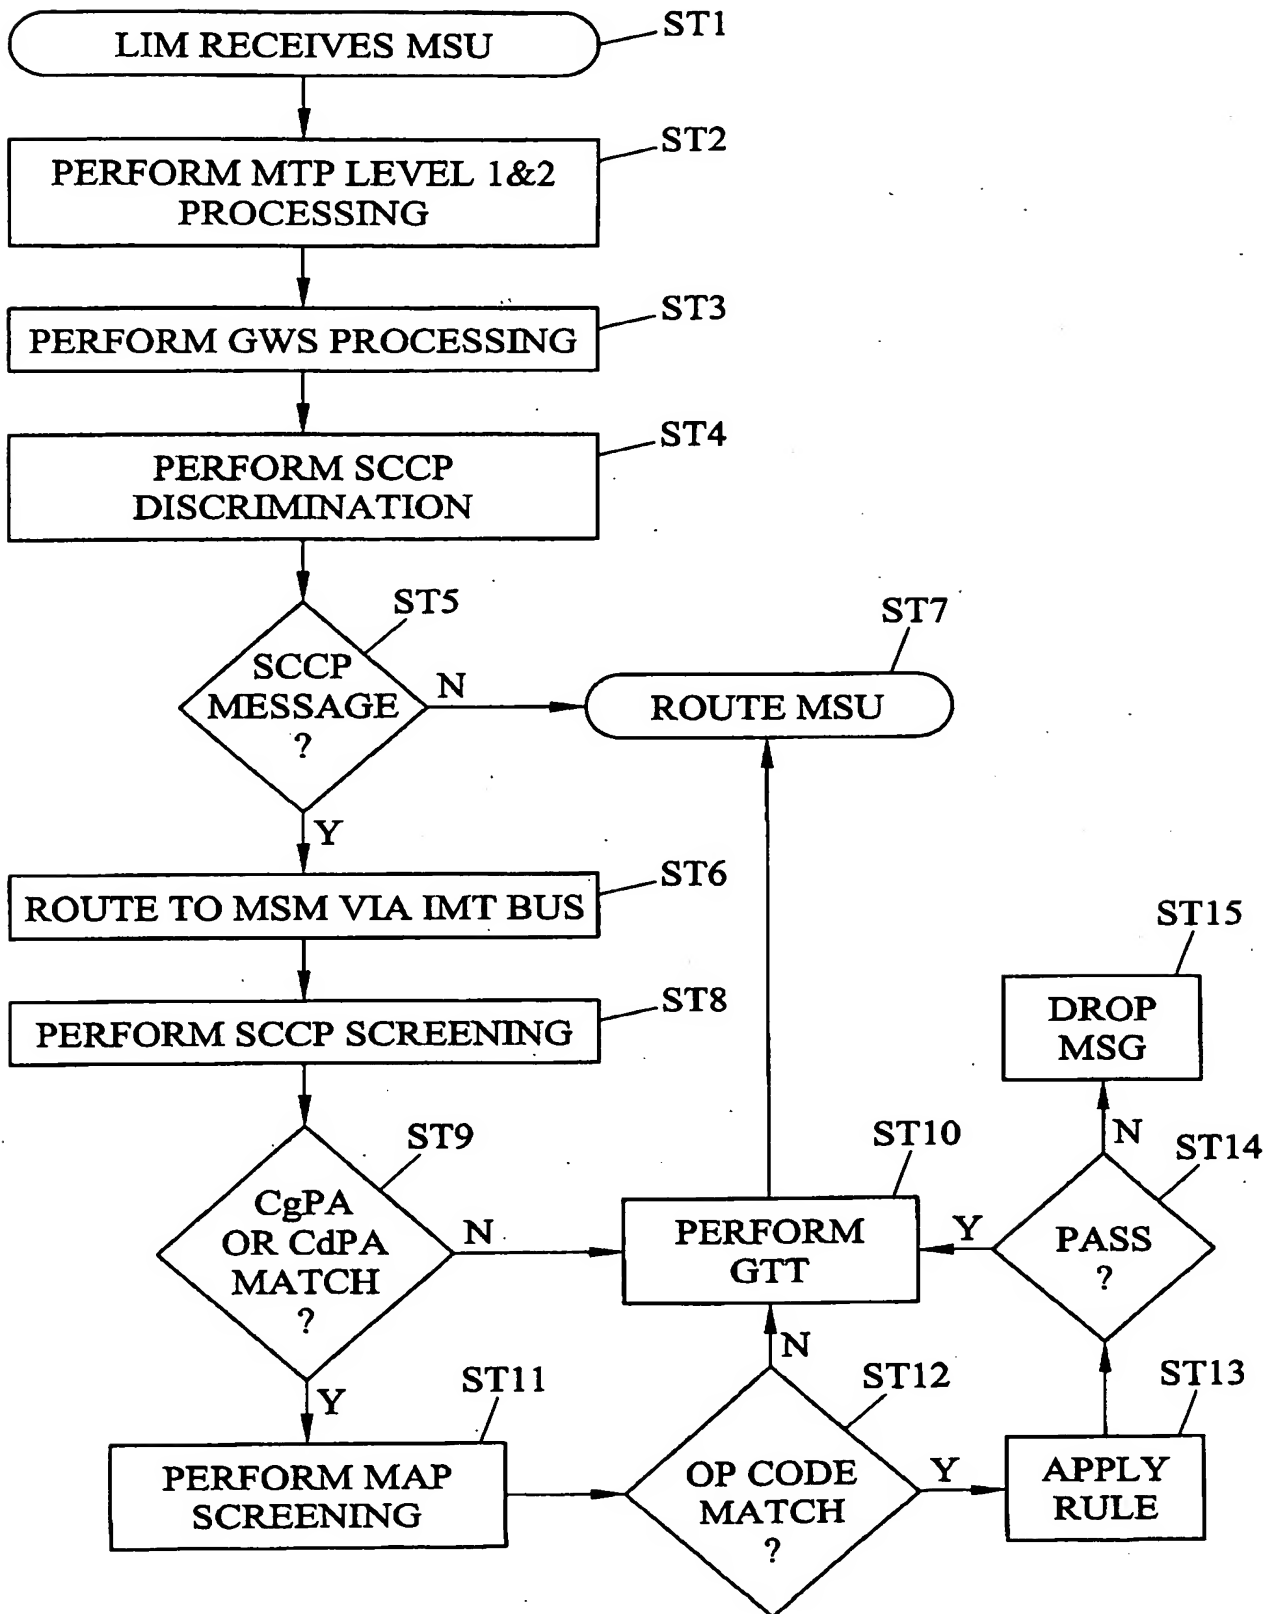 LIM RECEIVES MSU
ST1
PERFORM MTP LEVEL 1&2
PROCESSING
ST2
PERFORM GWS PROCESSING
ST3
PERFORM SCCP
DISCRIMINATION
ST4
SCCP
MESSAGE
?
ST5
N
Y
ROUTE MSU
ST7
ROUTE TO MSM VIA IMT BUS
ST6
PERFORM SCCP SCREENING
ST8
CgPA
OR CdPA
MATCH
?
ST9
N
Y
PERFORM
GTT
ST10
PERFORM MAP
SCREENING
ST11
OP CODE
MATCH
?
ST12
N
Y
APPLY
RULE
ST13
PASS
?
ST14
Y
N
DROP
MSG
ST15